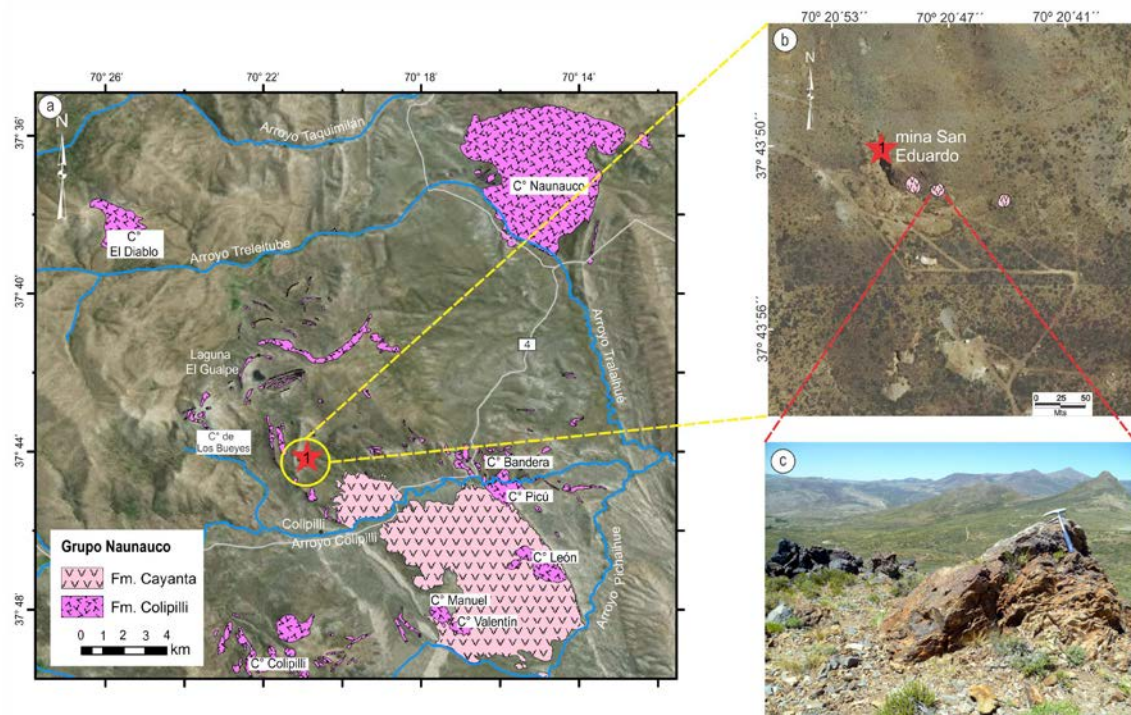 a
70° 26
70° 22
70° 18
70° 14´
37° 36
37° 40
37° 44
37° 48
N
Arroyo Taquimilán
C° Naunauco
C°
El Diablo
Arroyo Treleitube
Laguna
El Gualpe
4
Arroyo Tralalhué
C° de
Los Bueyes
1
C° Bandera
C° Picú
Colipilli
Arroyo Colipilli
C° León
Arroyo Pichaihue
C° Manuel
C° Valentín
C° Colipilli
Grupo Naunauco
Fm. Cayanta
Fm. Colipilli
0 1 2 3 4
km
b
70° 20´53´´
70° 20´47´´
70° 20´41´´
37° 43´50´´
37° 43´56´´
N
1
mina San
Eduardo
0 25 50
Mts
c